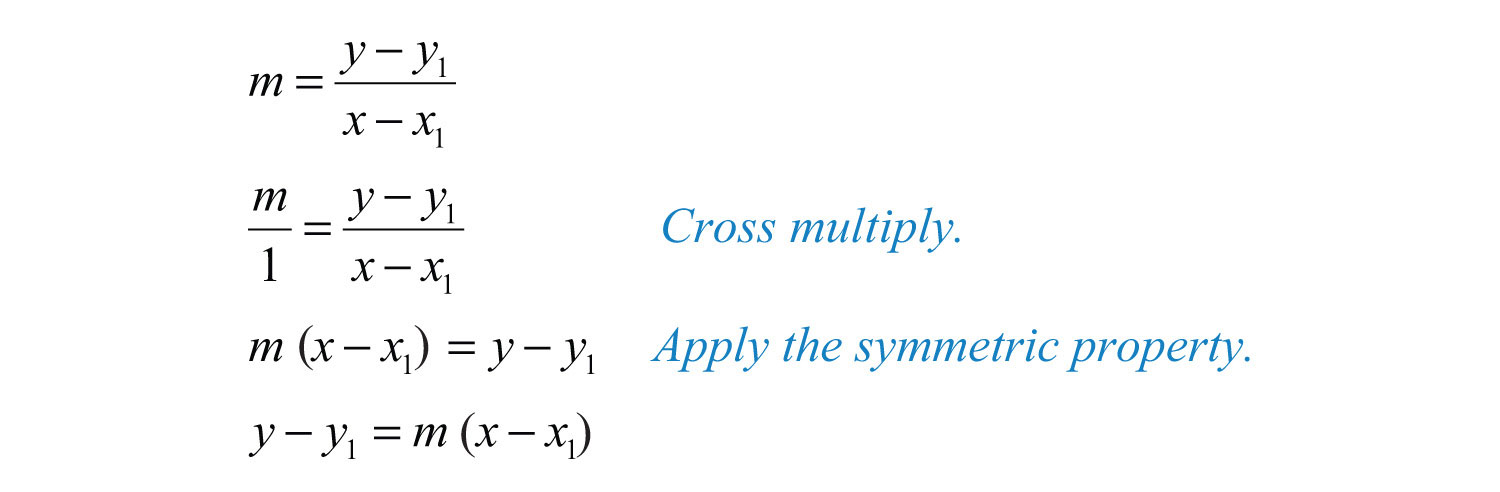 m = \frac{y - y_1}{x - x_1}
\frac{m}{1} = \frac{y - y_1}{x - x_1} Cross multiply.
m (x - x_1) = y - y_1 Apply the symmetric property.
y - y_1 = m (x - x_1)